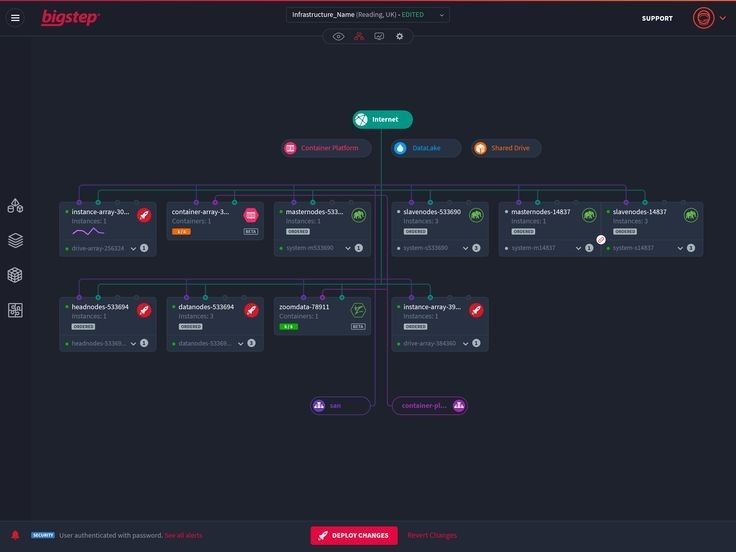 bigstep
Infrastructure_Name (Reading, UK) - EDITED
SUPPORT
Internet
Container Platform
DataLake
Shared Drive
instance-array-30...
Instances: 1
drive-array-256324
1
container-array-3...
Containers: 1
BETA
masternodes-533...
Instances: 1
ORDERED
system-m533690
1
slavenodes-533690
Instances: 3
ORDERED
system-s533690
3
masternodes-14837
Instances: 1
ORDERED
system-m14837
1
slavenodes-14837
Instances: 3
ORDERED
system-s14837
3
headnodes-533694
Instances: 1
ORDERED
headnodes-53369...
1
datanodes-533694
Instances: 3
ORDERED
datanodes-53369...
3
zoomdata-78911
Containers: 1
BETA
instance-array-39...
Instances: 1
ORDERED
drive-array-384360
1
san
container-pl...
SECURITY
User authenticated with password. See all alerts
DEPLOY CHANGES
Revert Changes